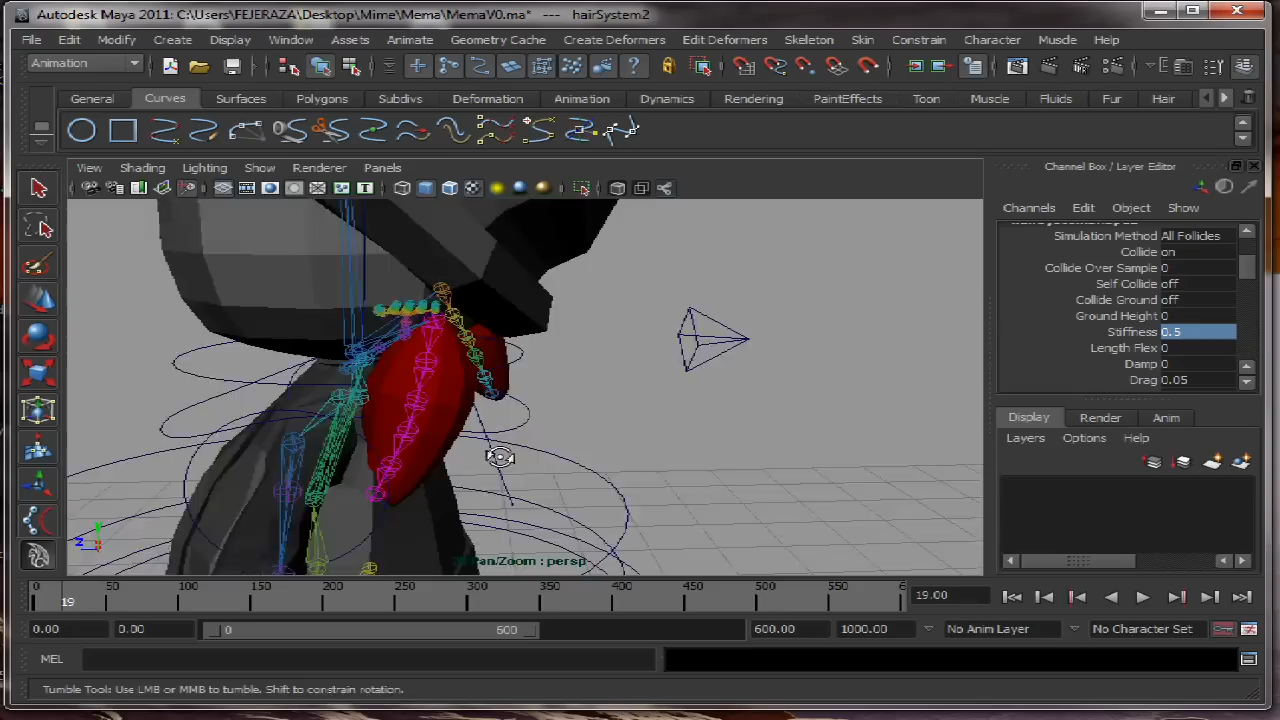 Autodesk Maya 2011: C:\Users\FEJERAZA\Desktop\Mime\Mema\MemaV0.ma* --- hairSystem2
File Edit Modify Create Display Window Assets Animate Geometry Cache Create Deformers Edit Deformers Skeleton Skin Constrain Character Muscle Help
Animation
General Curves Surfaces Polygons Subdivs Deformation Animation Dynamics Rendering PaintEffects Toon Muscle Fluids Fur Hair
View Shading Lighting Show Renderer Panels
Channel Box / Layer Editor
Channels Edit Object Show
Simulation Method All Follicles
Collide on
Collide Over Sample 0
Self Collide off
Collide Ground off
Ground Height 0
Stiffness 0.5
Length Flex 0
Damp 0
Drag 0.05
Display Render Anim
Layers Options Help
Pan/Zoom : persp
0 50 100 150 200 250 300 350 400 450 500 550 6
19
19.00
0.00 0.00 0 600 600.00 1000.00 No Anim Layer No Character Set
MEL
Tumble Tool: Use LMB or MMB to tumble. Shift to constrain rotation.